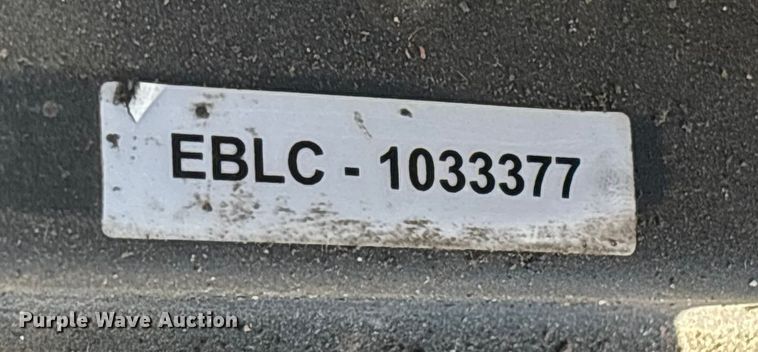 EBLC - 1033377
Purple Wave Auction